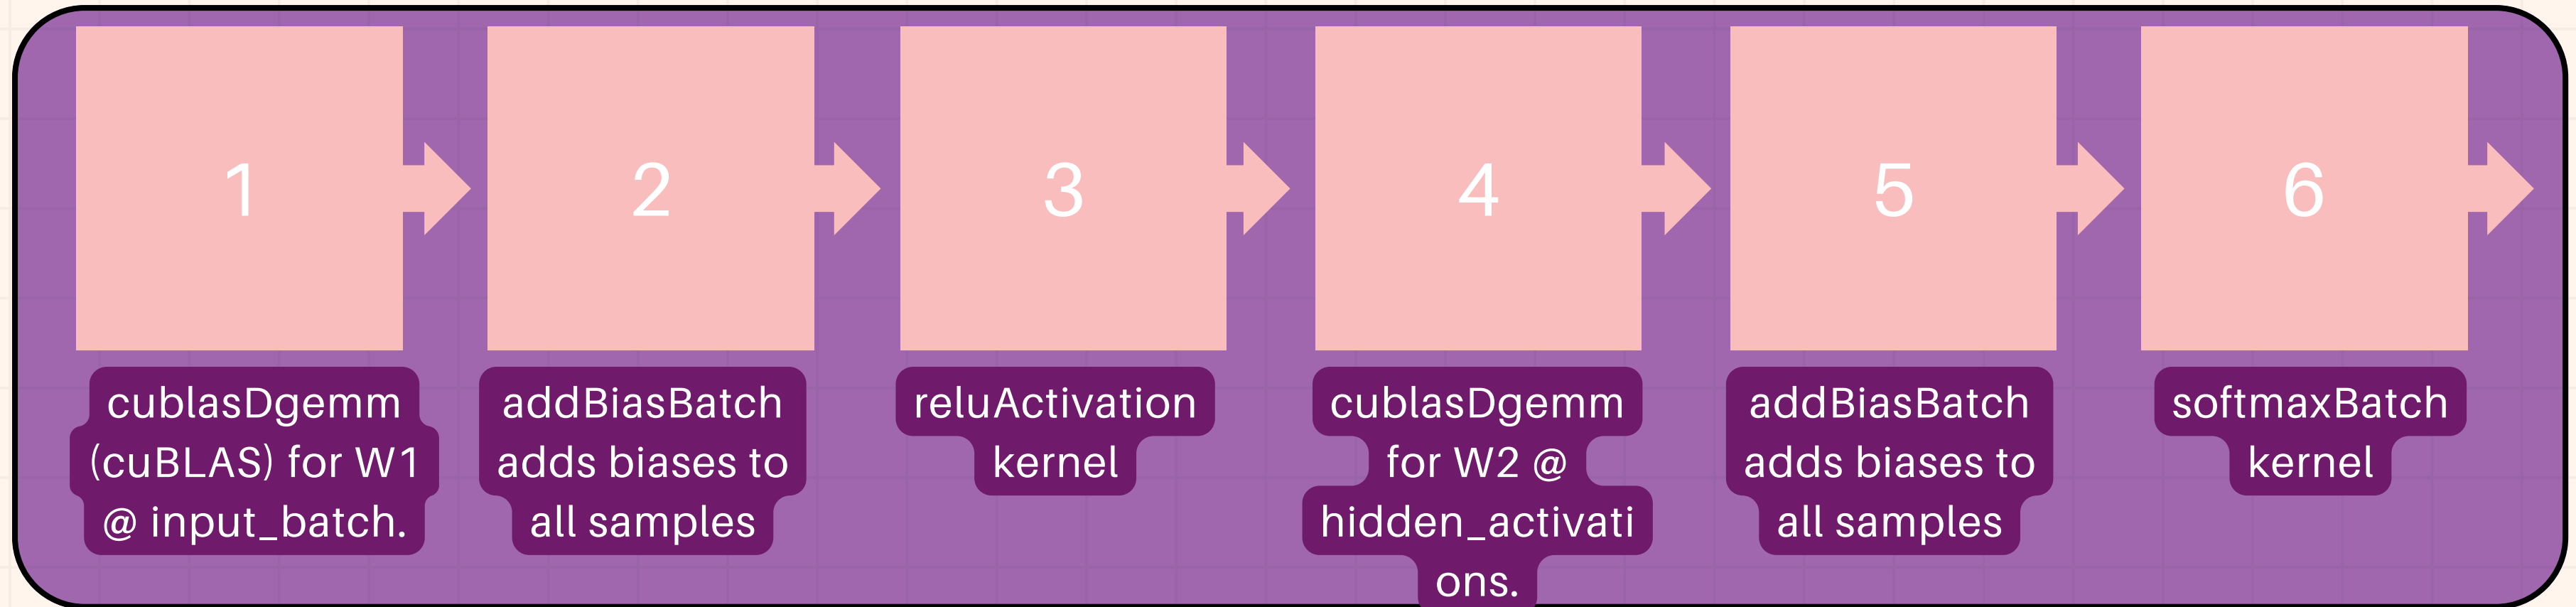 1
2
3
4
5
6
cublasDgemm
(cuBLAS) for W1
@ input_batch.
addBiasBatch
adds biases to
all samples
reluActivation
kernel
cublasDgemm
for W2 @
hidden_activati
ons.
addBiasBatch
adds biases to
all samples
softmaxBatch
kernel